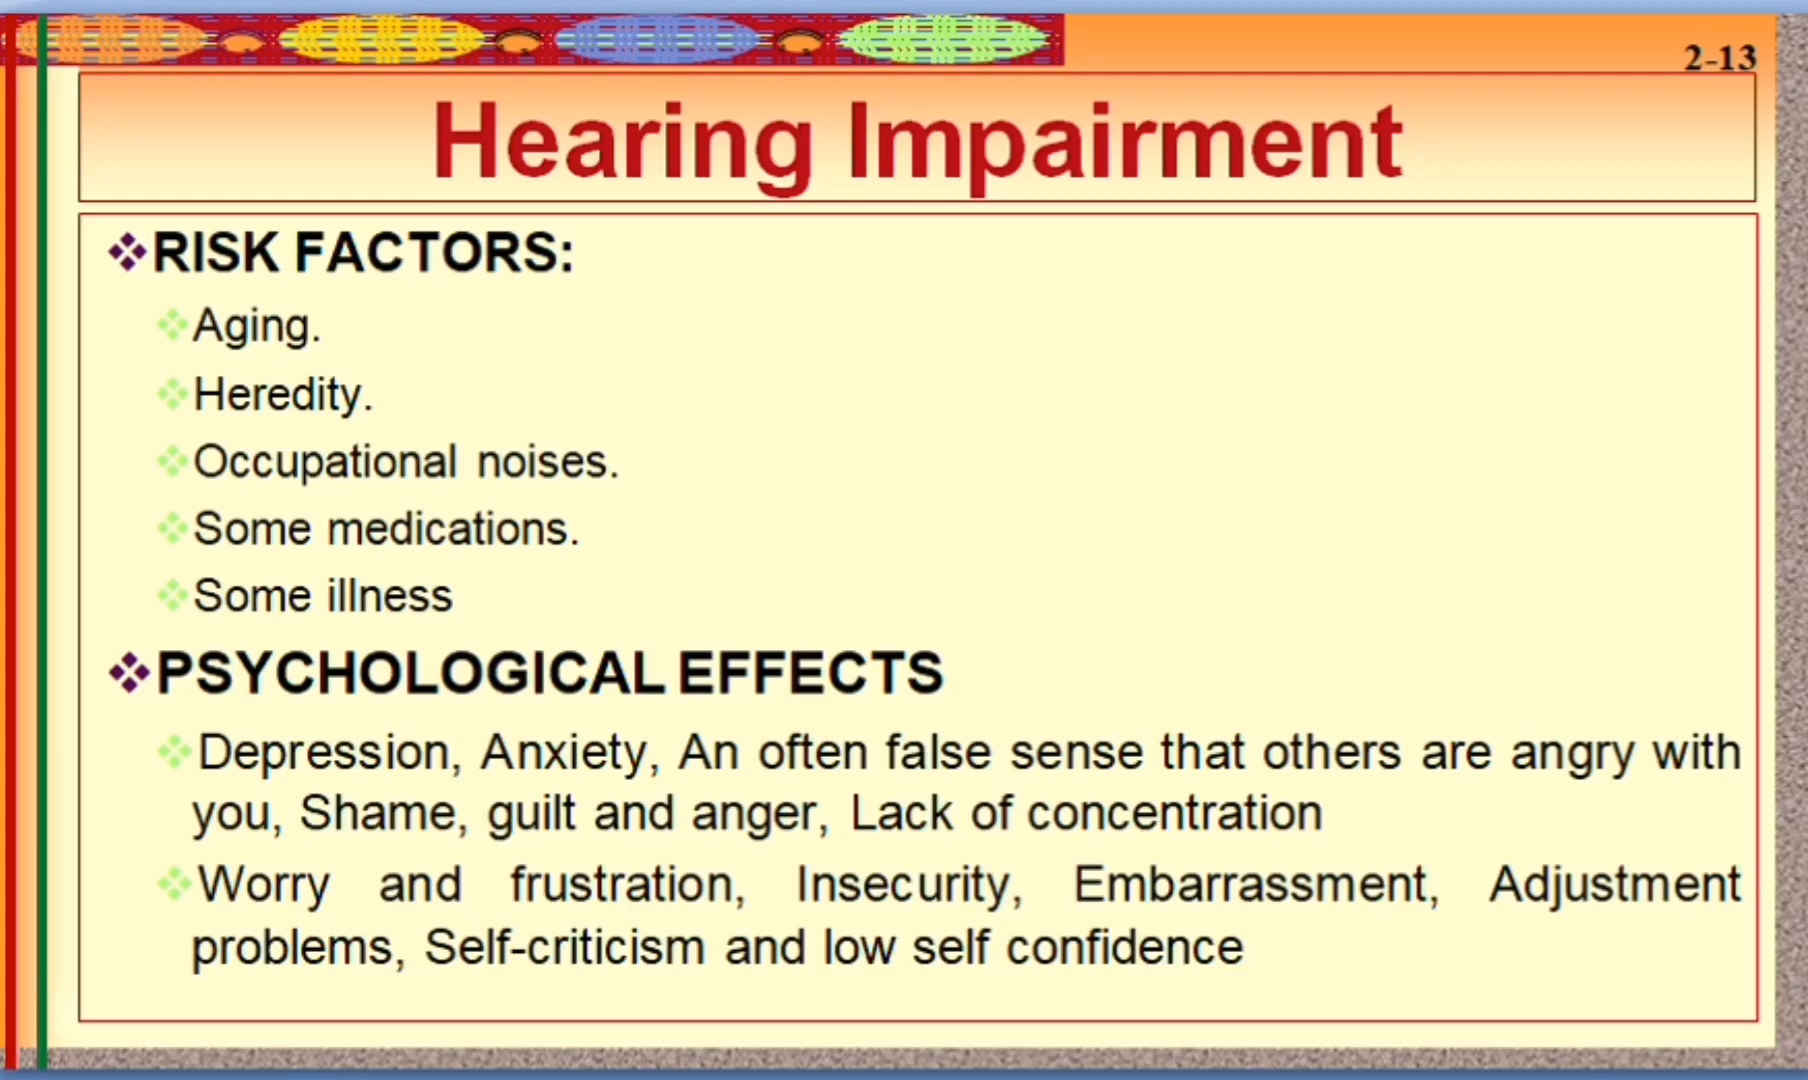 2-13
Hearing Impairment
RISK FACTORS:
Aging.
Heredity.
Occupational noises.
Some medications.
Some illness
PSYCHOLOGICAL EFFECTS
Depression, Anxiety, An often false sense that others are angry with
you, Shame, guilt and anger, Lack of concentration
Worry and frustration, Insecurity, Embarrassment, Adjustment
problems, Self-criticism and low self confidence